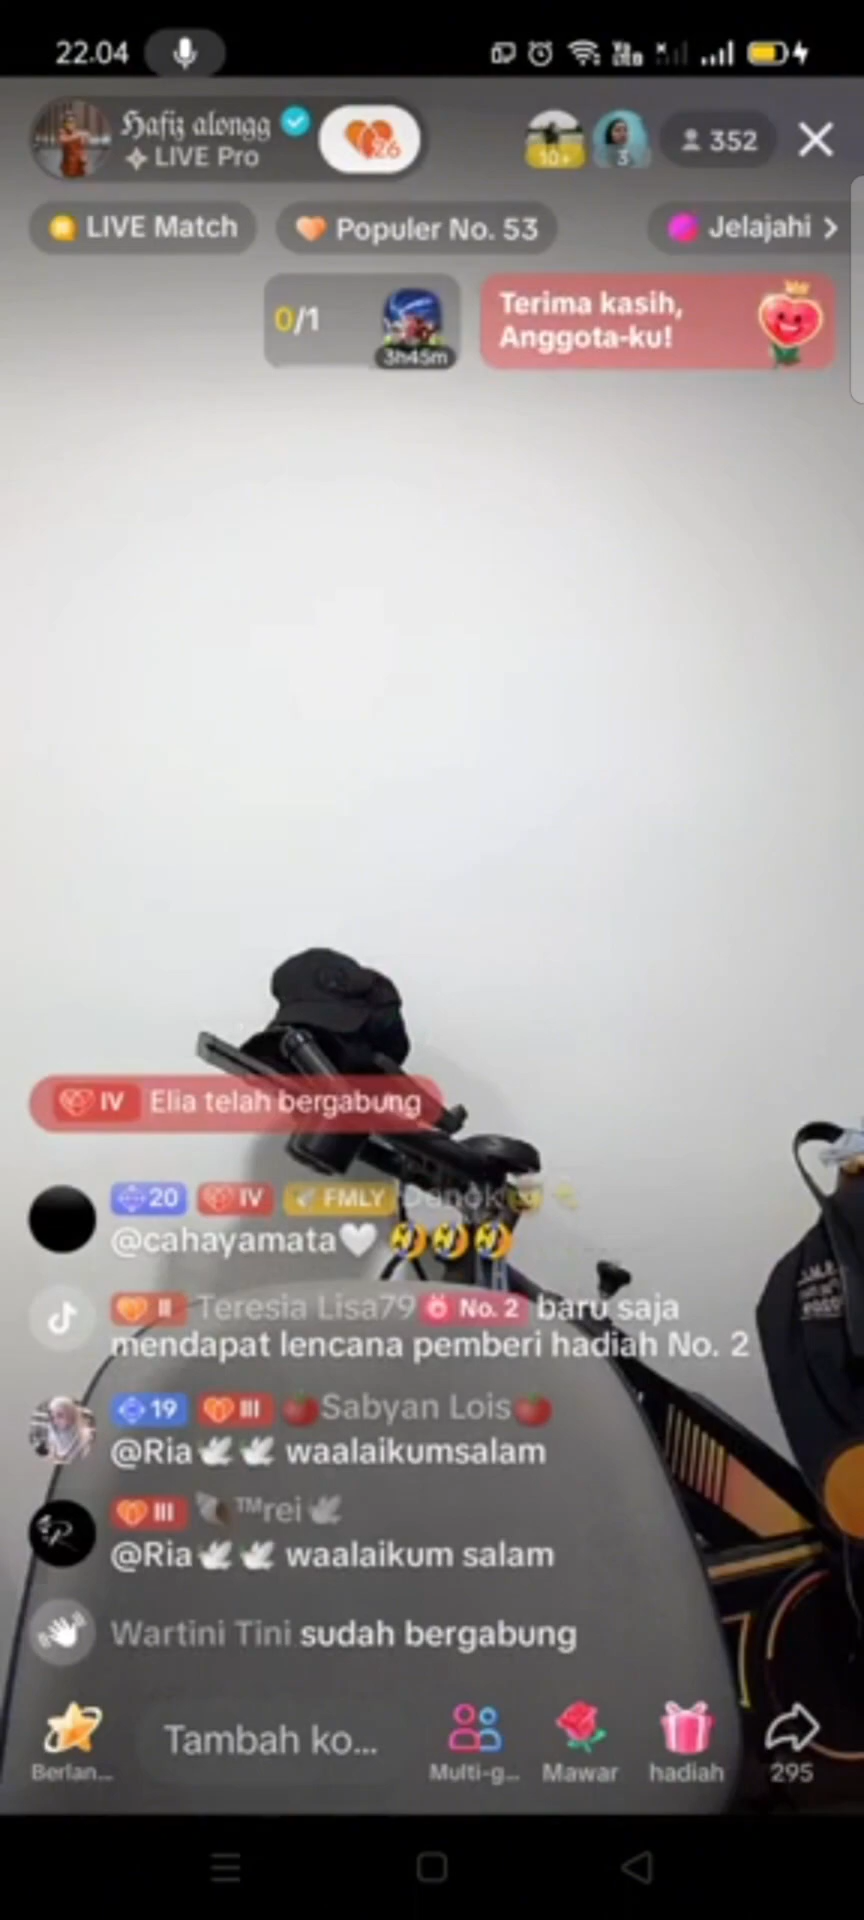 22.04
Hafiz alongg
LIVE Pro
26
10+
3
352
LIVE Match
Populer No. 53
Jelajahi >
0/1
3h45m
Terima kasih,
Anggota-ku!
IV Elia telah bergabung
20 IV FMLY Danok
@cahayamata🤍 🤣🤣🤣
II Teresia Lisa79 No. 2 baru saja
mendapat lencana pemberi hadiah No. 2
19 III 🍅Sabyan Lois🍅
@Ria🕊🕊 waalaikumsalam
III 🪶™rei🕊
@Ria🕊🕊 waalaikum salam
Wartini Tini sudah bergabung
Tambah ko...
Berlan...
Multi-g...
Mawar
hadiah
295